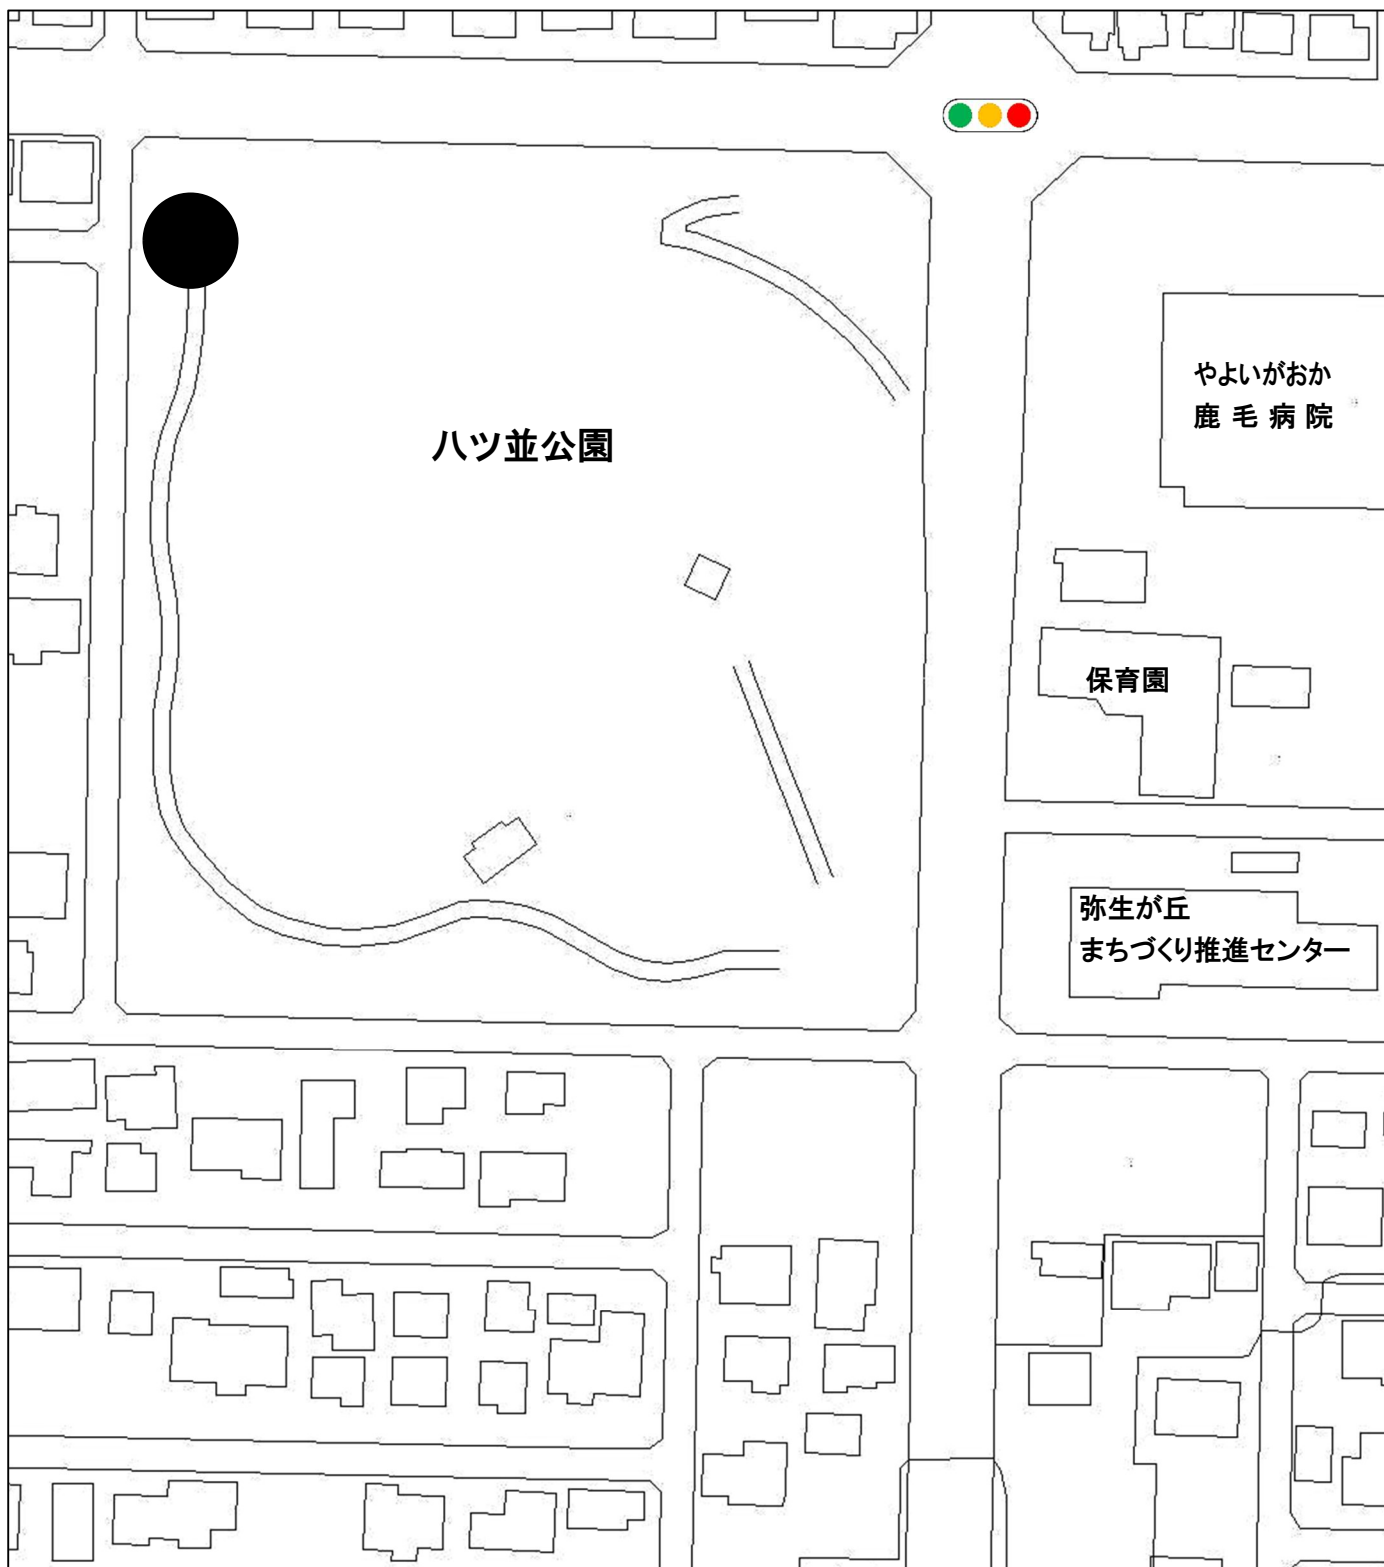 やよいがおか
鹿毛病院
八ツ並公園
保育園
弥生が丘
まちづくり推進センター